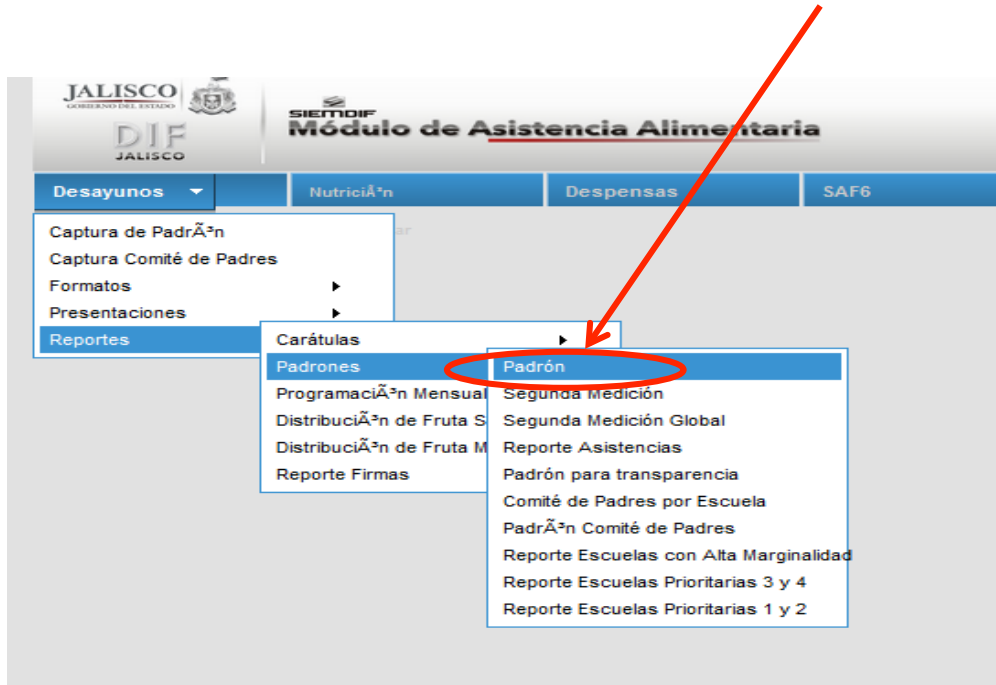 JALISCO
GOBIERNO DEL ESTADO
DIF
JALISCO
SIEMDIF
Módulo de Asistencia Alimentaria
Desayunos
NutriciÃ³n
Despensas
SAF6
Captura de PadrÃ³n
ar
Captura Comité de Padres
Formatos
Presentaciones
Reportes
Carátulas
Padrones
ProgramaciÃ³n Mensual
DistribuciÃ³n de Fruta S
DistribuciÃ³n de Fruta M
Reporte Firmas
Padrón
Segunda Medición
Segunda Medición Global
Reporte Asistencias
Padrón para transparencia
Comité de Padres por Escuela
PadrÃ³n Comité de Padres
Reporte Escuelas con Alta Marginalidad
Reporte Escuelas Prioritarias 3 y 4
Reporte Escuelas Prioritarias 1 y 2